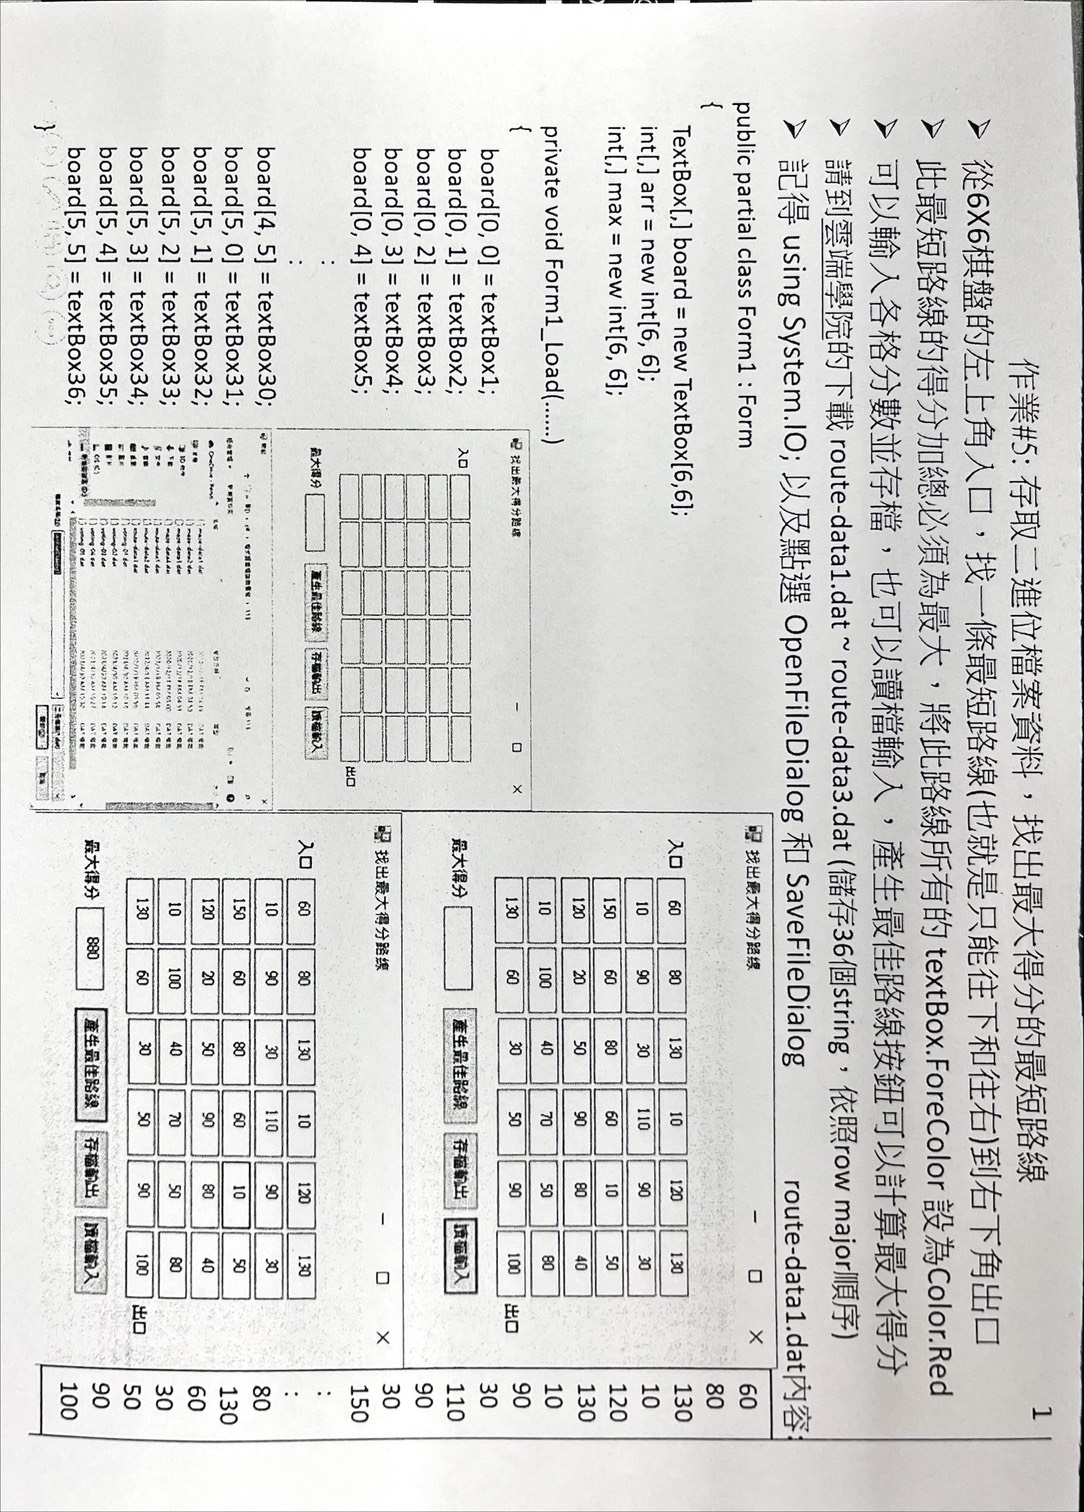 作業#5: 存取二進位檔案資料，找出最大得分的最短路線
1
➢ 從6X6棋盤的左上角入口，找一條最短路線(也就是只能往下和往右)到右下角出口
➢ 此最短路線的得分加總必須為最大，將此路線所有的 textBox.ForeColor 設為Color.Red
➢ 可以輸入各格分數並存檔，也可以讀檔輸入，產生最佳路線按鈕可以計算最大得分
➢ 請到雲端學院的下載 route-data1.dat ~ route-data3.dat (儲存36個string，依照row major順序)
➢ 記得 using System.IO; 以及點選 OpenFileDialog 和 SaveFileDialog
public partial class Form1 : Form
{
TextBox[,] board = new TextBox[6,6];
int[,] arr = new int[6, 6];
int[,] max = new int[6, 6];
private void Form1_Load(......)
{
board[0, 0] = textBox1;
board[0, 1] = textBox2;
board[0, 2] = textBox3;
board[0, 3] = textBox4;
board[0, 4] = textBox5;
:
:
board[4, 5] = textBox30;
board[5, 0] = textBox31;
board[5, 1] = textBox32;
board[5, 2] = textBox33;
board[5, 3] = textBox34;
board[5, 4] = textBox35;
board[5, 5] = textBox36;
}
找出最大得分路線
入口
出口
最大得分 產生最佳路線 存檔輸出 讀檔輸入
找出最大得分路線
入口 60 80 130 10 120 130
10 90 30 110 90 30
150 60 80 60 10 50
120 20 50 90 80 40
10 100 40 70 50 80
130 60 30 50 90 100 出口
最大得分 產生最佳路線 存檔輸出 讀檔輸入
找出最大得分路線
入口 60 80 130 10 120 130
10 90 30 110 90 30
150 60 80 60 10 50
120 20 50 90 80 40
10 100 40 70 50 80
130 60 30 50 90 100 出口
最大得分 880 產生最佳路線 存檔輸出 讀檔輸入
route-data1.dat內容:
60
80
130
10
120
130
10
90
30
110
90
30
150
:
:
80
130
60
30
50
90
100